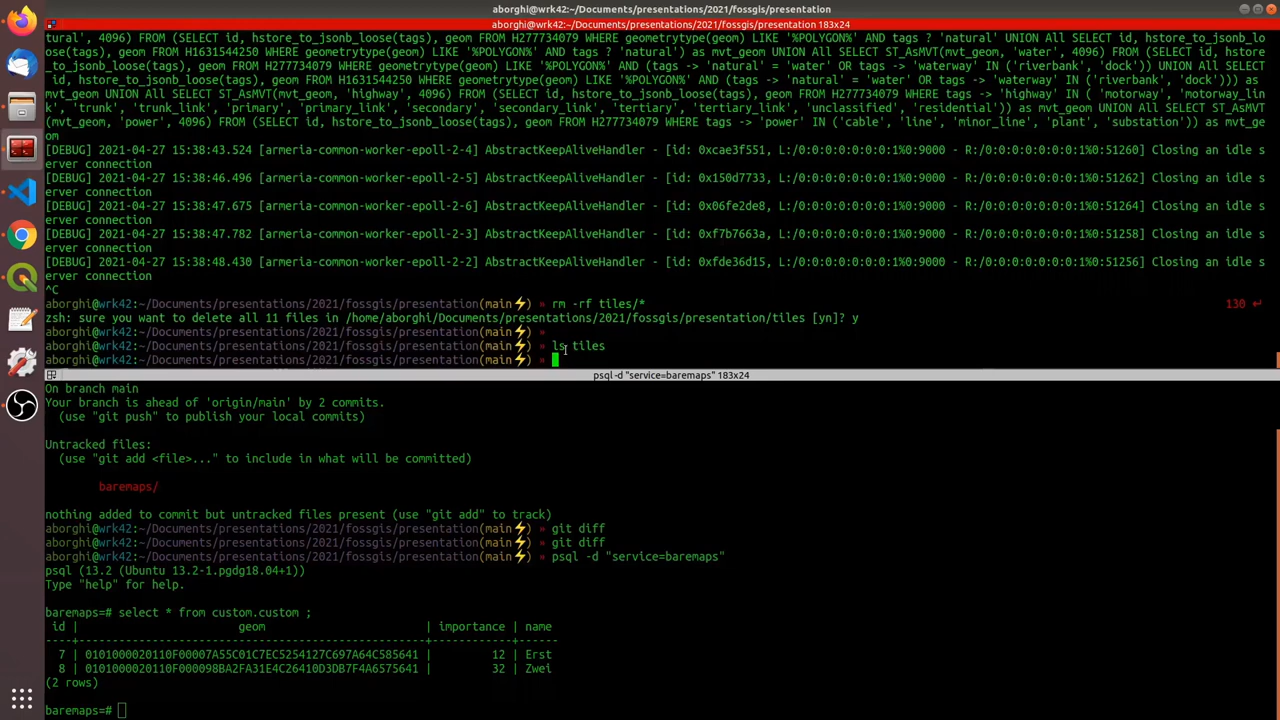 aborghi@wrk42:~/Documents/presentations/2021/fossgis/presentation
aborghi@wrk42:~/Documents/presentations/2021/fossgis/presentation 183x24
tural', 4096) FROM (SELECT id, hstore_to_jsonb_loose(tags), geom FROM H277734079 WHERE geometrytype(geom) LIKE '%POLYGON%' AND tags ? 'natural' UNION All SELECT id, hstore_to_jsonb_lo
ose(tags), geom FROM H1631544250 WHERE geometrytype(geom) LIKE '%POLYGON%' AND tags ? 'natural') as mvt_geom UNION All SELECT ST_AsMVT(mvt_geom, 'water', 4096) FROM (SELECT id, hstore
_to_jsonb_loose(tags), geom FROM H277734079 WHERE geometrytype(geom) LIKE '%POLYGON%' AND (tags -> 'natural' = 'water' OR tags -> 'waterway' IN ('riverbank', 'dock')) UNION All SELECT
id, hstore_to_jsonb_loose(tags), geom FROM H1631544250 WHERE geometrytype(geom) LIKE '%POLYGON%' AND (tags -> 'natural' = 'water' OR tags -> 'waterway' IN ('riverbank', 'dock'))) as
mvt_geom UNION All SELECT ST_AsMVT(mvt_geom, 'highway', 4096) FROM (SELECT id, hstore_to_jsonb_loose(tags), geom FROM H277734079 WHERE tags -> 'highway' IN ( 'motorway', 'motorway_lin
k', 'trunk', 'trunk_link', 'primary', 'primary_link', 'secondary', 'secondary_link', 'tertiary', 'tertiary_link', 'unclassified', 'residential')) as mvt_geom UNION All SELECT ST_AsMVT
(mvt_geom, 'power', 4096) FROM (SELECT id, hstore_to_jsonb_loose(tags), geom FROM H277734079 WHERE tags -> 'power' IN ('cable', 'line', 'minor_line', 'plant', 'substation')) as mvt_ge
om
[DEBUG] 2021-04-27 15:38:43.524 [armeria-common-worker-epoll-2-4] AbstractKeepAliveHandler - [id: 0xcae3f551, L:/0:0:0:0:0:0:0:1%0:9000 - R:/0:0:0:0:0:0:0:1%0:51260] Closing an idle s
erver connection
[DEBUG] 2021-04-27 15:38:46.496 [armeria-common-worker-epoll-2-5] AbstractKeepAliveHandler - [id: 0x150d7733, L:/0:0:0:0:0:0:0:1%0:9000 - R:/0:0:0:0:0:0:0:1%0:51262] Closing an idle s
erver connection
[DEBUG] 2021-04-27 15:38:47.675 [armeria-common-worker-epoll-2-6] AbstractKeepAliveHandler - [id: 0x06fe2de8, L:/0:0:0:0:0:0:0:1%0:9000 - R:/0:0:0:0:0:0:0:1%0:51264] Closing an idle s
erver connection
[DEBUG] 2021-04-27 15:38:47.782 [armeria-common-worker-epoll-2-3] AbstractKeepAliveHandler - [id: 0xf7b7663a, L:/0:0:0:0:0:0:0:1%0:9000 - R:/0:0:0:0:0:0:0:1%0:51258] Closing an idle s
erver connection
[DEBUG] 2021-04-27 15:38:48.430 [armeria-common-worker-epoll-2-2] AbstractKeepAliveHandler - [id: 0xfde36d15, L:/0:0:0:0:0:0:0:1%0:9000 - R:/0:0:0:0:0:0:0:1%0:51256] Closing an idle s
erver connection
^C
aborghi@wrk42:~/Documents/presentations/2021/fossgis/presentation(main⚡) » rm -rf tiles/* 130 ↵
zsh: sure you want to delete all 11 files in /home/aborghi/Documents/presentations/2021/fossgis/presentation/tiles [yn]? y
aborghi@wrk42:~/Documents/presentations/2021/fossgis/presentation(main⚡) »
aborghi@wrk42:~/Documents/presentations/2021/fossgis/presentation(main⚡) » ls tiles
aborghi@wrk42:~/Documents/presentations/2021/fossgis/presentation(main⚡) »
psql -d "service=baremaps" 183x24
On branch main
Your branch is ahead of 'origin/main' by 2 commits.
(use "git push" to publish your local commits)
Untracked files:
(use "git add <file>..." to include in what will be committed)
baremaps/
nothing added to commit but untracked files present (use "git add" to track)
aborghi@wrk42:~/Documents/presentations/2021/fossgis/presentation(main⚡) » git diff
aborghi@wrk42:~/Documents/presentations/2021/fossgis/presentation(main⚡) » git diff
aborghi@wrk42:~/Documents/presentations/2021/fossgis/presentation(main⚡) » psql -d "service=baremaps"
psql (13.2 (Ubuntu 13.2-1.pgdg18.04+1))
Type "help" for help.
baremaps=# select * from custom.custom ;
id | geom | importance | name
----+----------------------------------------------------+------------+------
7 | 0101000020110F00007A55C01C7EC5254127C697A64C585641 | 12 | Erst
8 | 0101000020110F000098BA2FA31E4C26410D3DB7F4A6575641 | 32 | Zwei
(2 rows)
baremaps=#